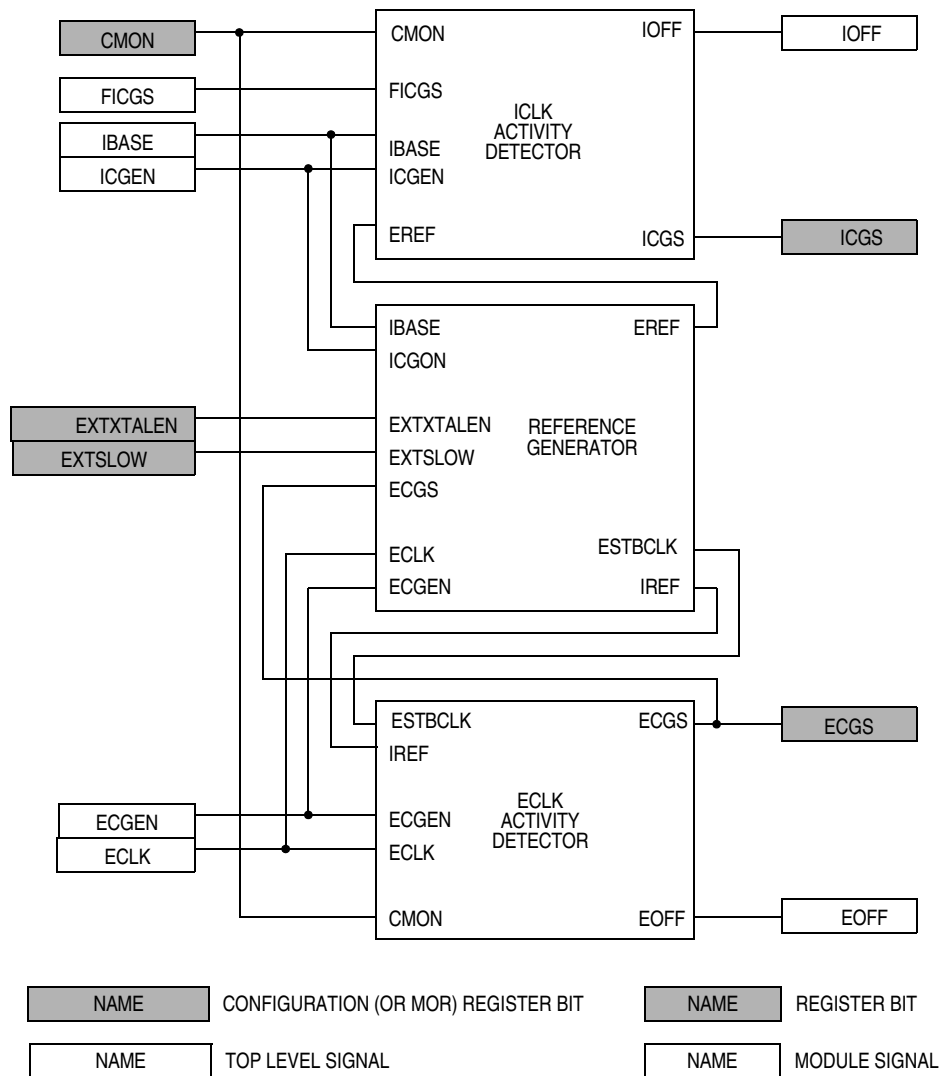 CMON
FICGS
IBASE
ICGEN
CMON
FICGS
IBASE
ICGEN
EREF
ICLK
ACTIVITY
DETECTOR
IOFF
ICGS
IOFF
ICGS
EXTXTALEN
EXTSLOW
IBASE
ICGON
EXTXTALEN
EXTSLOW
ECGS
ECLK
ECGEN
REFERENCE
GENERATOR
EREF
ESTBCLK
IREF
ECGEN
ECLK
ESTBCLK
IREF
ECGEN
ECLK
CMON
ECLK
ACTIVITY
DETECTOR
ECGS
EOFF
ECGS
EOFF
NAME CONFIGURATION (OR MOR) REGISTER BIT
NAME REGISTER BIT
NAME TOP LEVEL SIGNAL
NAME MODULE SIGNAL